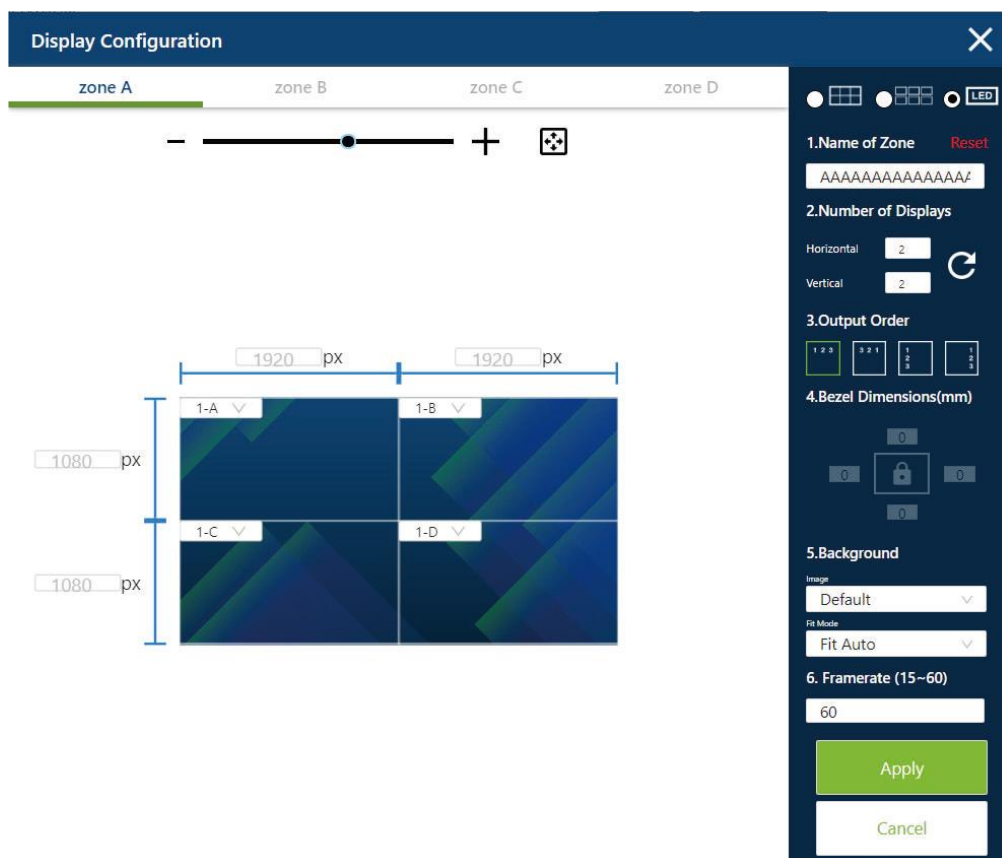 Display Configuration
zone A
zone B
zone C
zone D
LED
1.Name of Zone
Reset
2.Number of Displays
Horizontal
2
Vertical
2
3.Output Order
1 2 3
3 2 1
1
2
3
1
2
3
4.Bezel Dimensions(mm)
0
0
0
0
5.Background
Image
Default
Fit Mode
Fit Auto
6. Framerate (15~60)
60
Apply
Cancel
1920 px
1920 px
1080 px
1080 px
1-A
1-B
1-C
1-D